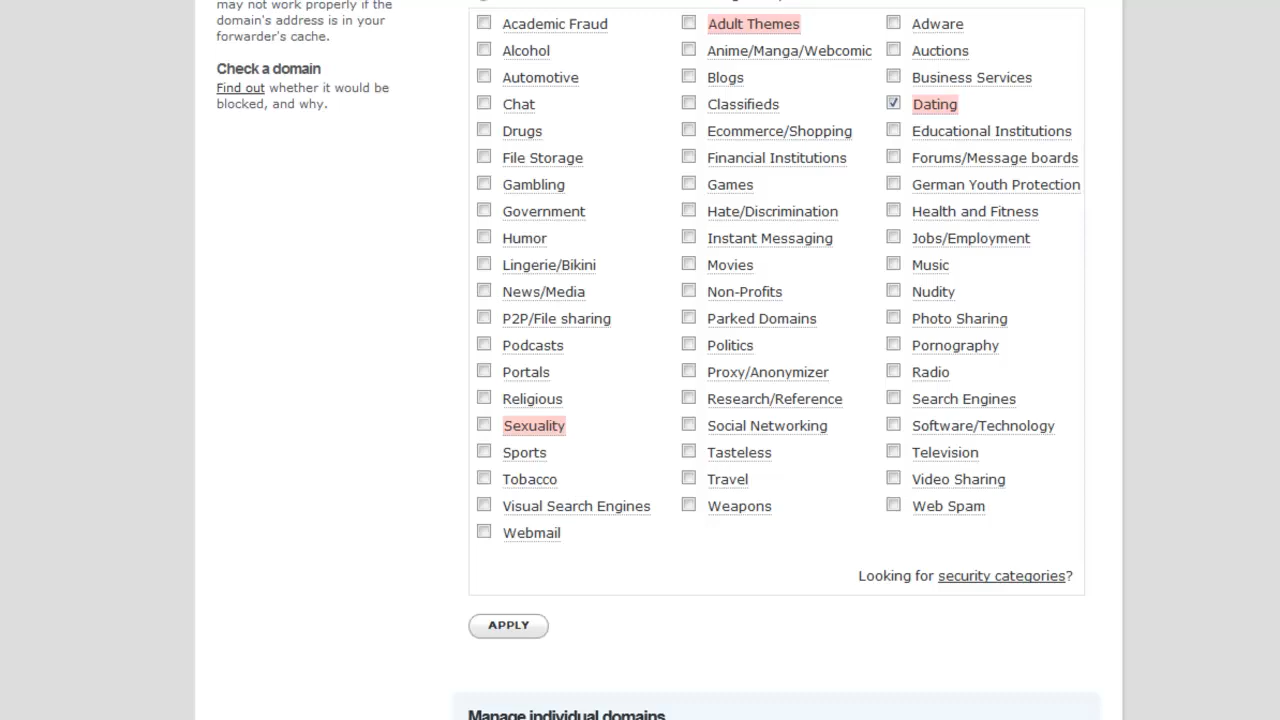 may not work properly if the
domain's address is in your
forwarder's cache.
Check a domain
Find out whether it would be
blocked, and why.
Academic Fraud
Adult Themes
Adware
Alcohol
Anime/Manga/Webcomic
Auctions
Automotive
Blogs
Business Services
Chat
Classifieds
Dating
Drugs
Ecommerce/Shopping
Educational Institutions
File Storage
Financial Institutions
Forums/Message boards
Gambling
Games
German Youth Protection
Government
Hate/Discrimination
Health and Fitness
Humor
Instant Messaging
Jobs/Employment
Lingerie/Bikini
Movies
Music
News/Media
Non-Profits
Nudity
P2P/File sharing
Parked Domains
Photo Sharing
Podcasts
Politics
Pornography
Portals
Proxy/Anonymizer
Radio
Religious
Research/Reference
Search Engines
Sexuality
Social Networking
Software/Technology
Sports
Tasteless
Television
Tobacco
Travel
Video Sharing
Visual Search Engines
Weapons
Web Spam
Webmail
Looking for security categories?
APPLY
Manage individual domains